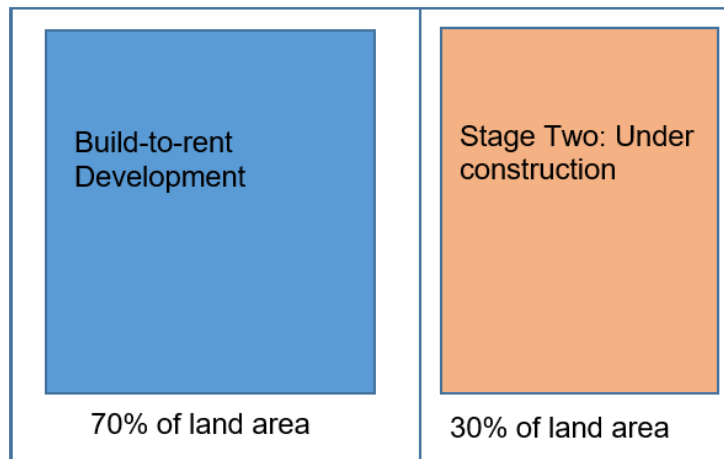 Build-to-rent
Development
Stage Two: Under
construction
70% of land area
30% of land area